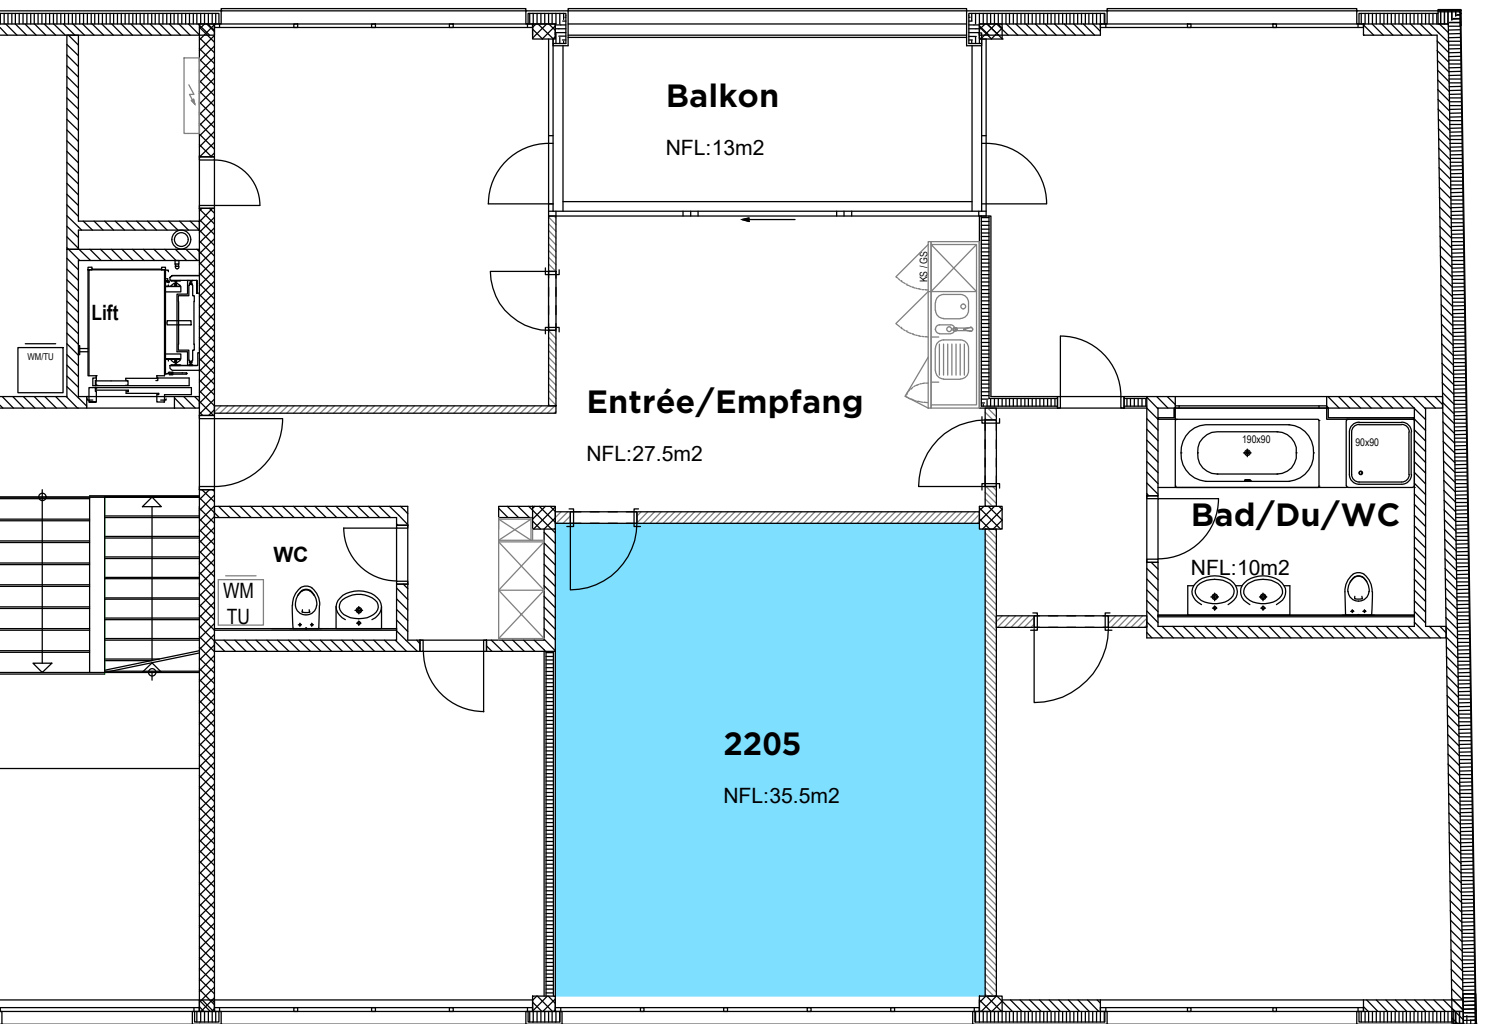 Balkon
NFL:13m2
KS / GS
Lift
WM/TU
Entrée/Empfang
NFL:27.5m2
190x90
90x90
Bad/Du/WC
NFL:10m2
WC
WM
TU
2205
NFL:35.5m2